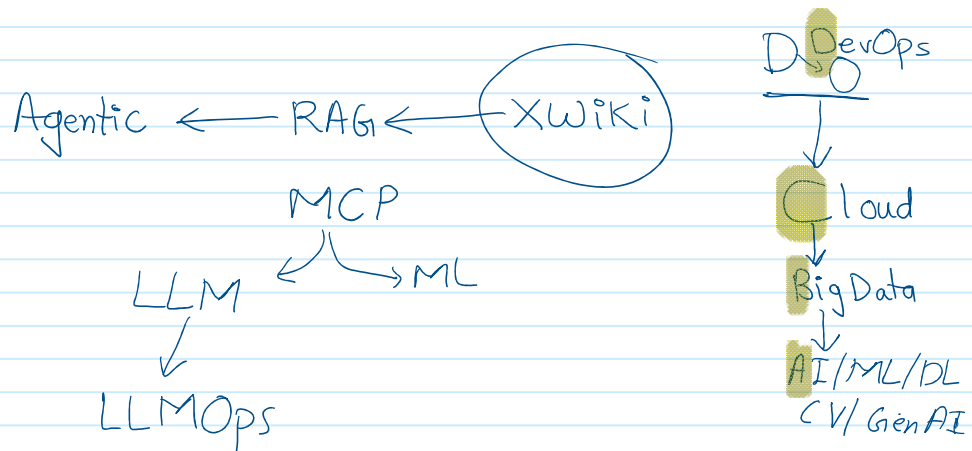 Agentic ← RAG ← XWiKi
MCP
LLM ML
LLMOps
D DevOps
O
Cloud
BigData
AI/ML/DL
CV/GenAI